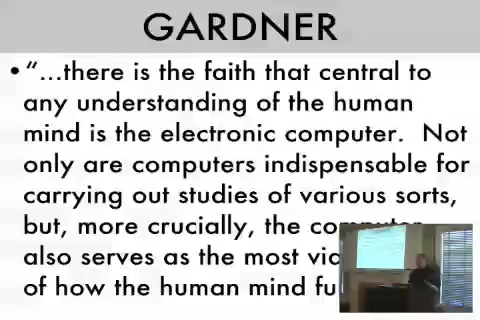 GARDNER
• “...there is the faith that central to
any understanding of the human
mind is the electronic computer. Not
only are computers indispensable for
carrying out studies of various sorts,
but, more crucially, the computer
also serves as the most
of how the human mind